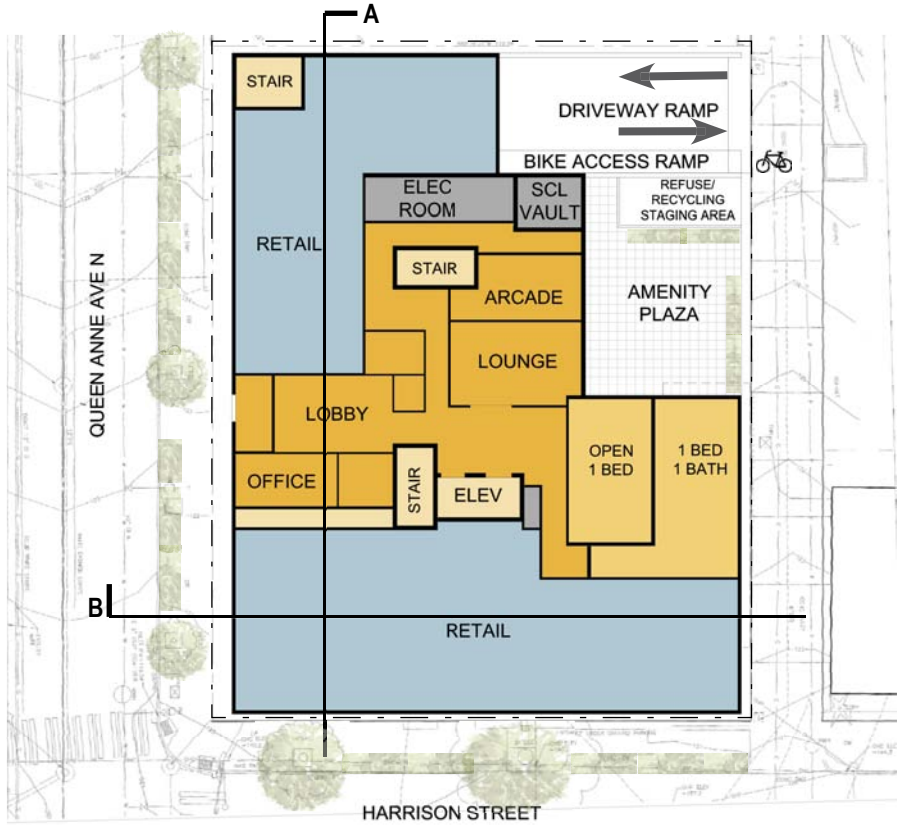 A
STAIR
DRIVEWAY RAMP
BIKE ACCESS RAMP
ELEC
ROOM
SCL
VAULT
REFUSE/
RECYCLING
STAGING AREA
RETAIL
STAIR
ARCADE
AMENITY
PLAZA
QUEEN ANNE AVE N
LOUNGE
LOBBY
OPEN
1 BED
1 BED
1 BATH
OFFICE
STAIR
ELEV
B
RETAIL
HARRISON STREET